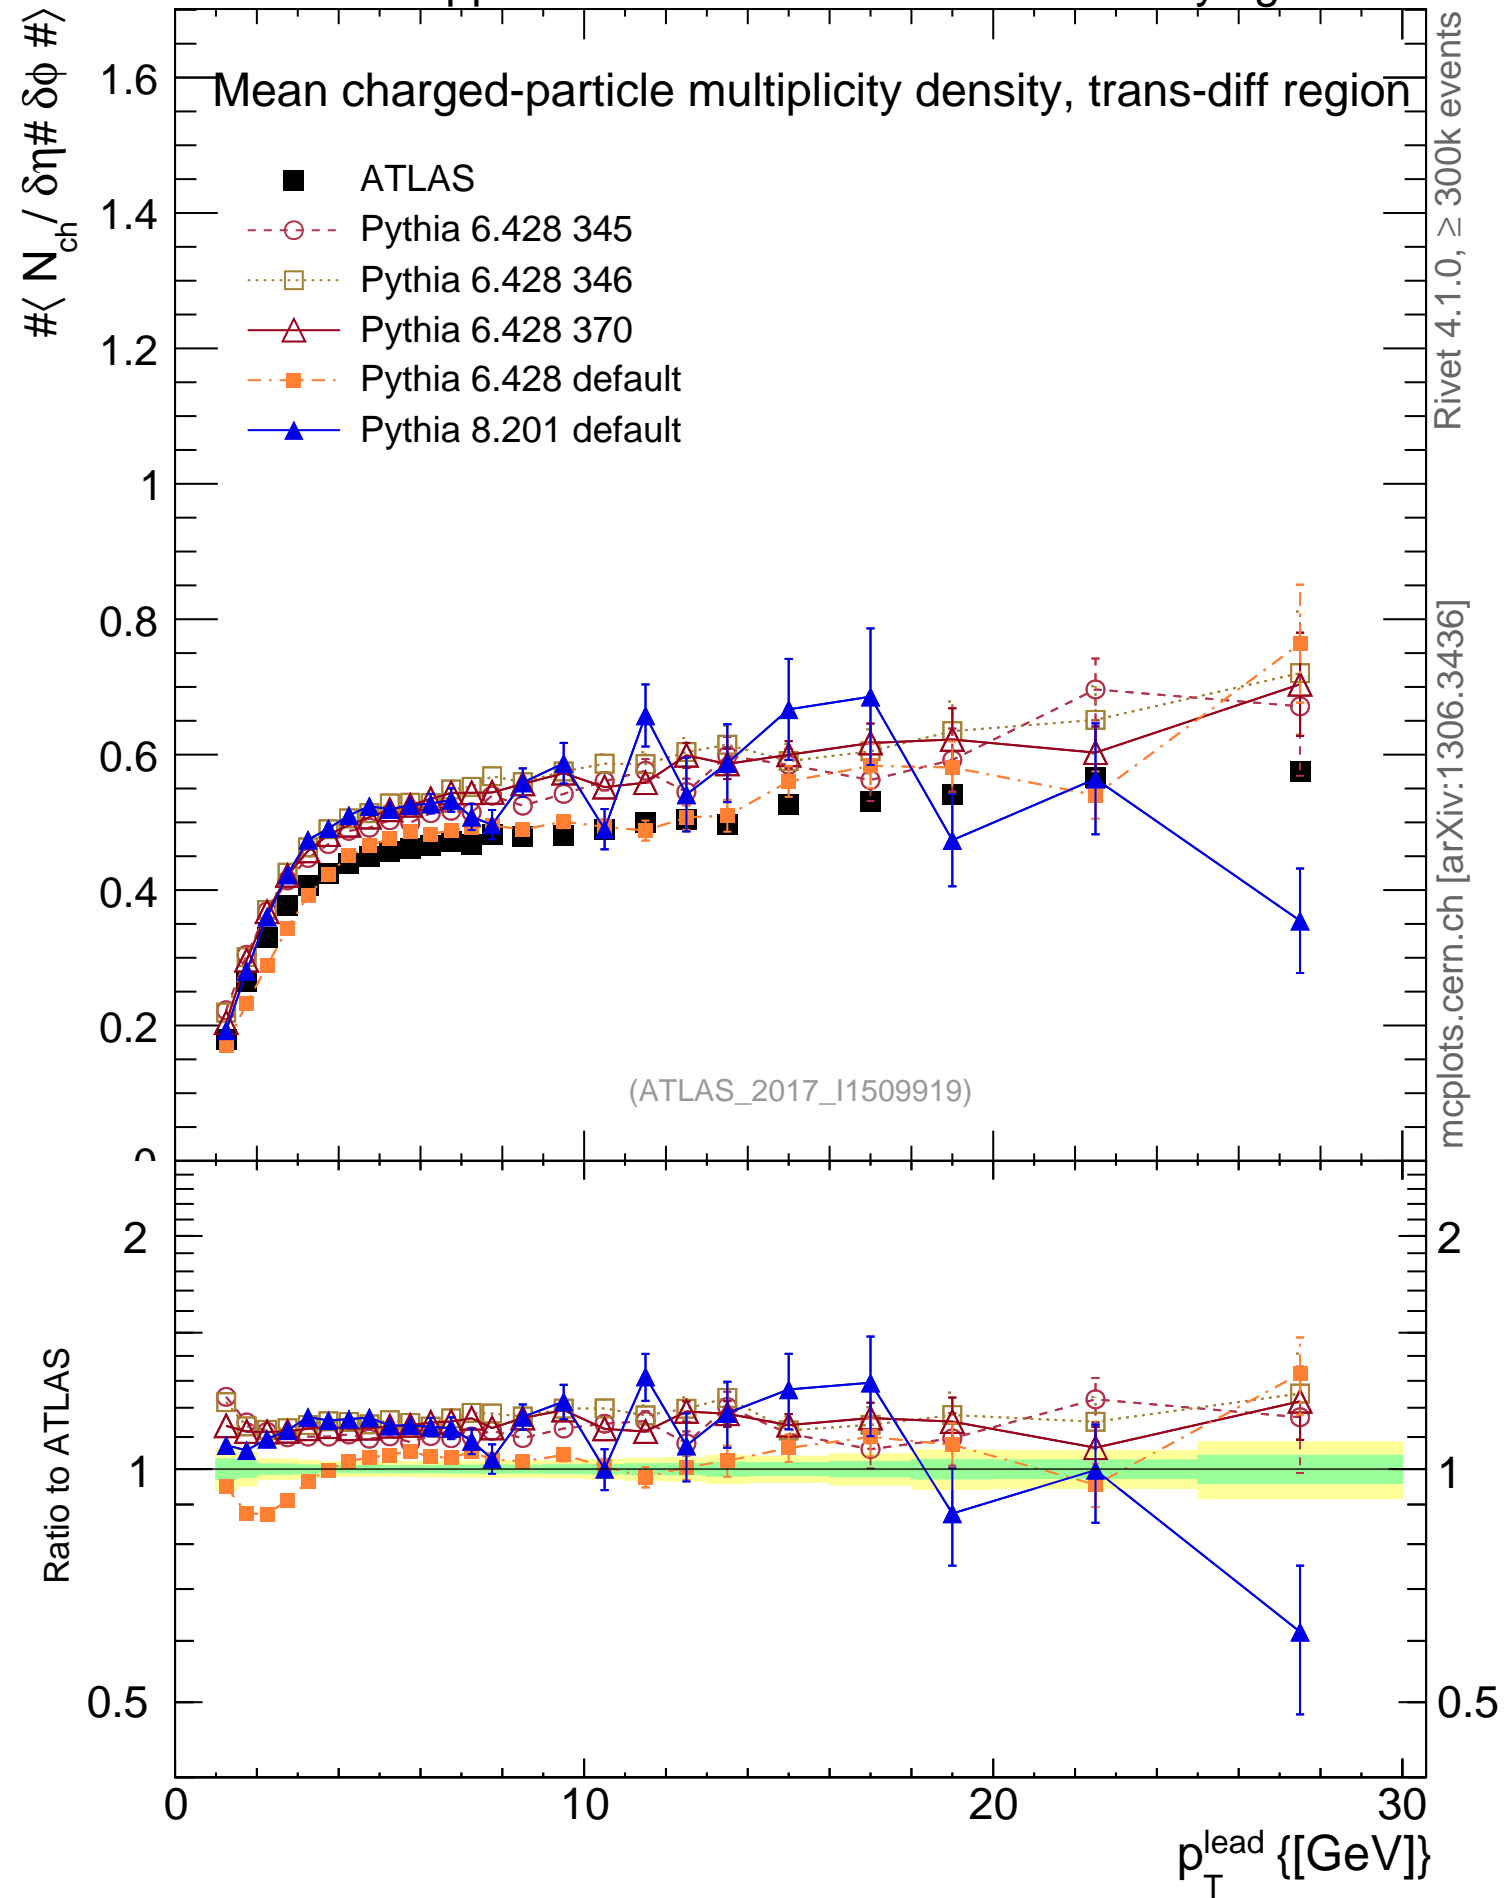 Mean charged-particle multiplicity density, trans-diff region
#⟨ N_ch / δη# δϕ #⟩
ATLAS
Pythia 6.428 345
Pythia 6.428 346
Pythia 6.428 370
Pythia 6.428 default
Pythia 8.201 default
1.6
1.4
1.2
1
0.8
0.6
0.4
0.2
0
(ATLAS_2017_I1509919)
Rivet 4.1.0, ≥ 300k events
mcplots.cern.ch [arXiv:1306.3436]
Ratio to ATLAS
2
1
0.5
2
1
0.5
0 10 20 30
p_T^lead {[GeV]}